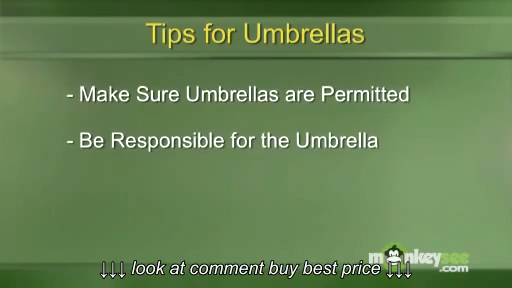 Tips for Umbrellas
- Make Sure Umbrellas are Permitted
- Be Responsible for the Umbrella
monkeysee
.com
↓↓↓ look at comment buy best price ↓↓↓